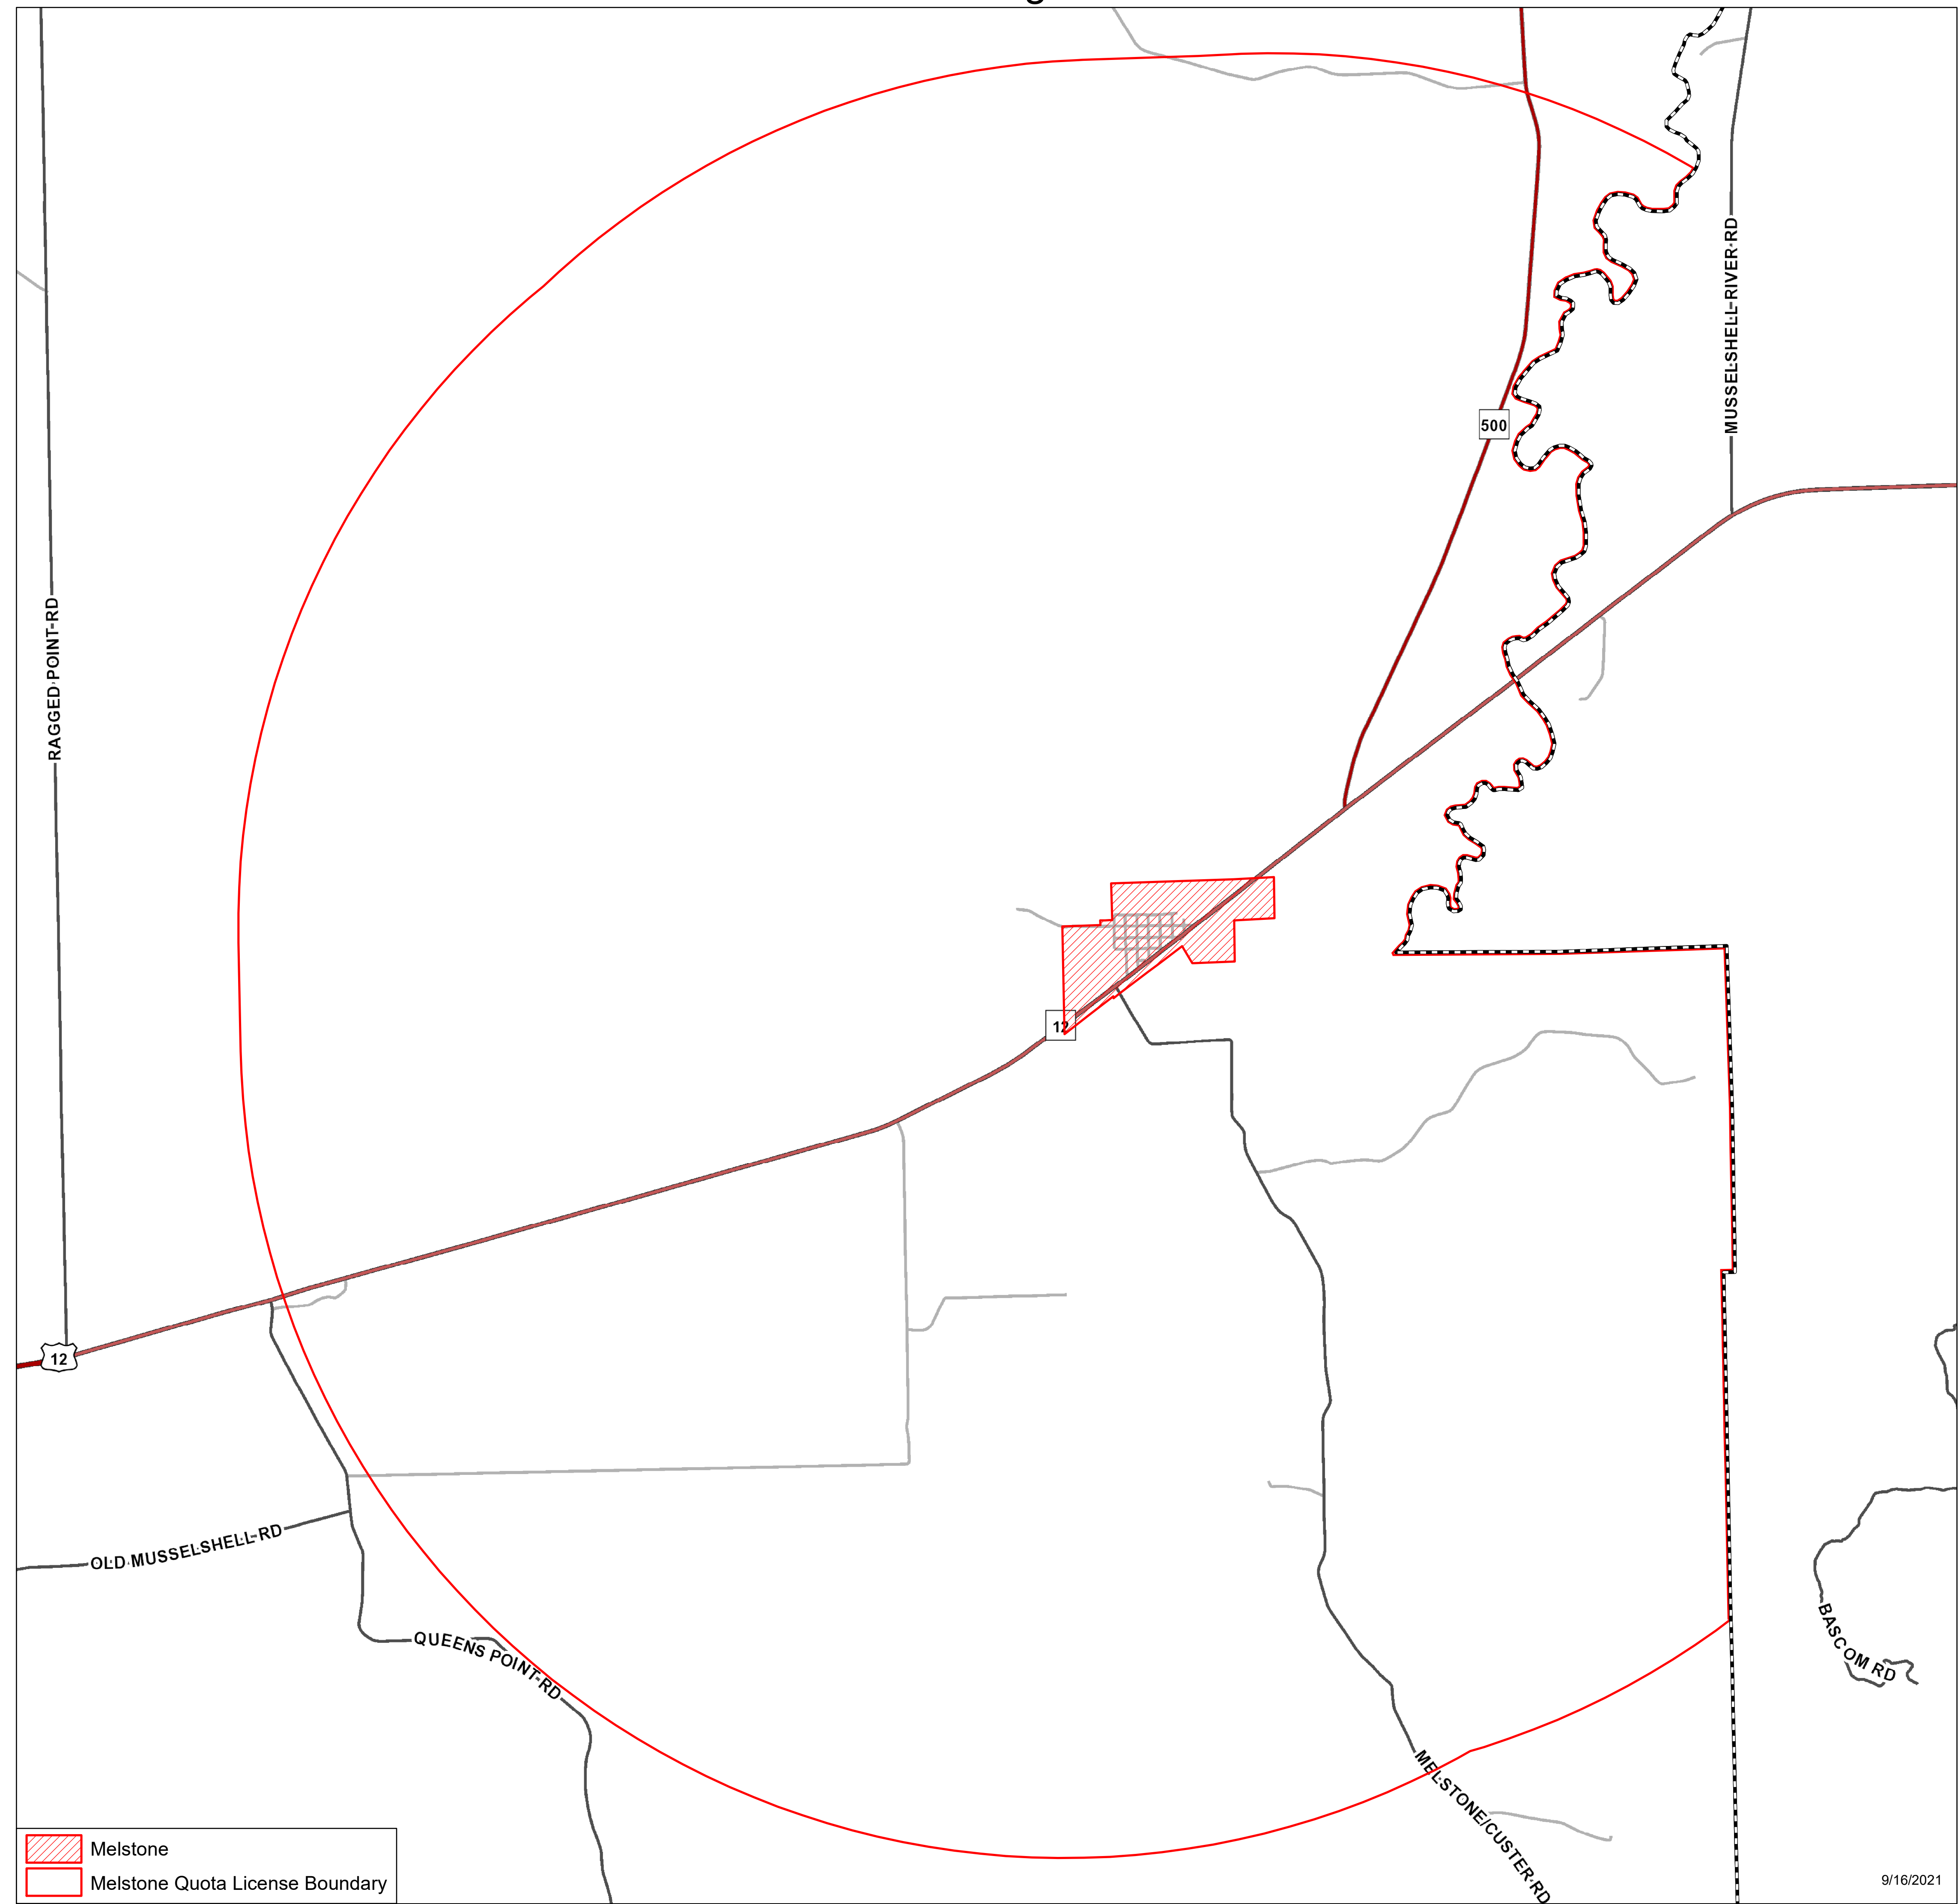 MUSSELSHELL RIVER RD
500
RAGGED POINT RD
12
12
OLD MUSSELSHELL RD
QUEENS POINT RD
BASCOM RD
MELSTONE/CUSTER RD
Melstone
Melstone Quota License Boundary
9/16/2021